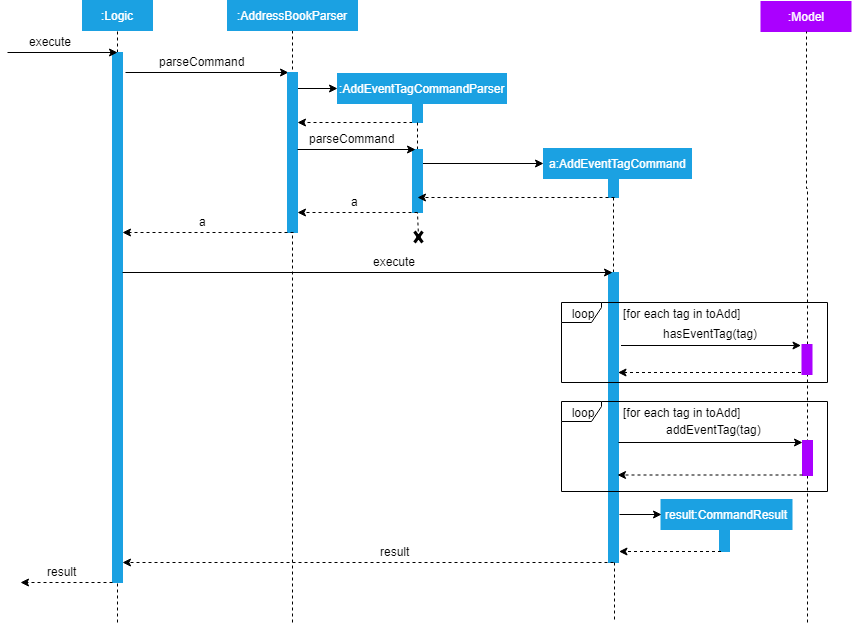 :Logic
:AddressBookParser
:Model
execute
parseCommand
:AddEventTagCommandParser
parseCommand
a:AddEventTagCommand
a
a
execute
loop
[for each tag in toAdd]
hasEventTag(tag)
loop
[for each tag in toAdd]
addEventTag(tag)
result:CommandResult
result
result